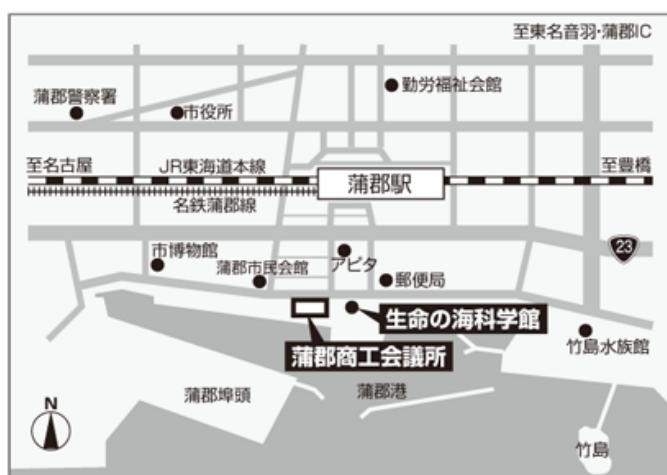 至東名音羽・蒲郡IC
勤労福祉会館
蒲郡警察署
市役所
至名古屋
JR東海道本線
蒲郡駅
至豊橋
名鉄蒲郡線
23
市博物館
蒲郡市民会館
アピタ
郵便局
生命の海科学館
蒲郡商工会議所
竹島水族館
蒲郡埠頭
蒲郡港
N
竹島